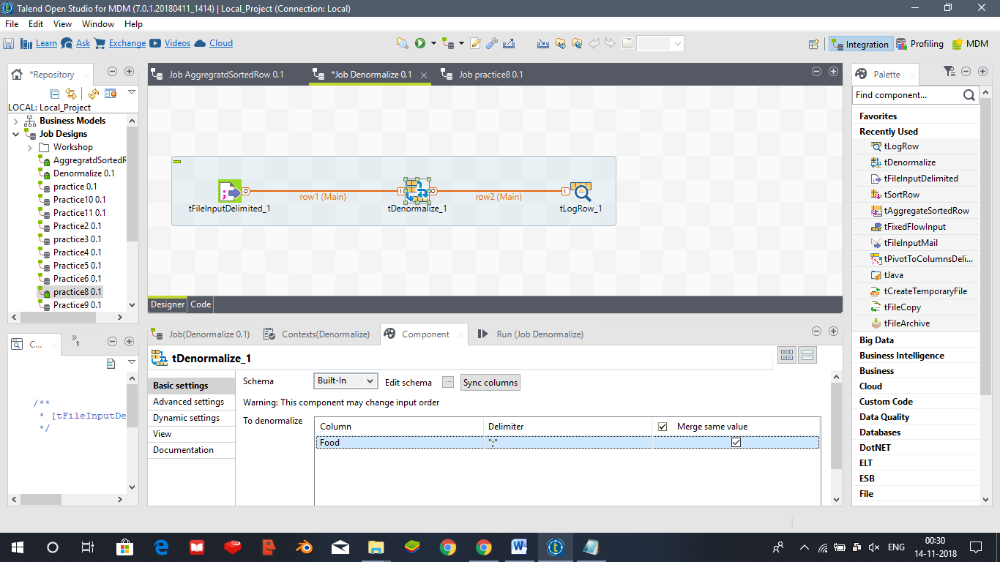 Talend Open Studio for MDM (7.0.1.20180411_1414) | Local_Project (Connection: Local)
File Edit View Window Help
Learn Ask Exchange Videos Cloud
Integration Profiling MDM
*Repository
LOCAL: Local_Project
Business Models
Job Designs
Workshop
AggregratdSortedR
Denormalize 0.1
practice 0.1
Practice10 0.1
Practice11 0.1
Practice2 0.1
practice3 0.1
Practice4 0.1
Practice5 0.1
Practice6 0.1
practice8 0.1
Practice9 0.1
C...
1
/**
* [tFileInputDe
*/
Job AggregratdSortedRow 0.1 *Job Denormalize 0.1 Job practice8 0.1
row1 (Main) row2 (Main)
tFileInputDelimited_1 tDenormalize_1 tLogRow_1
Designer Code
Job(Denormalize 0.1) Contexts(Denormalize) Component Run (Job Denormalize)
tDenormalize_1
Basic settings
Advanced settings
Dynamic settings
View
Documentation
Schema Built-In Edit schema ... Sync columns
Warning: This component may change input order
To denormalize
Column Delimiter Merge same value
Food ";"
Palette
Find component...
Favorites
Recently Used
tLogRow
tDenormalize
tFileInputDelimited
tSortRow
tAggregateSortedRow
tFixedFlowInput
tFileInputMail
tPivotToColumnsDeli...
tJava
tCreateTemporaryFile
tFileCopy
tFileArchive
Big Data
Business Intelligence
Business
Cloud
Custom Code
Data Quality
Databases
DotNET
ELT
ESB
File
ENG
00:30
14-11-2018